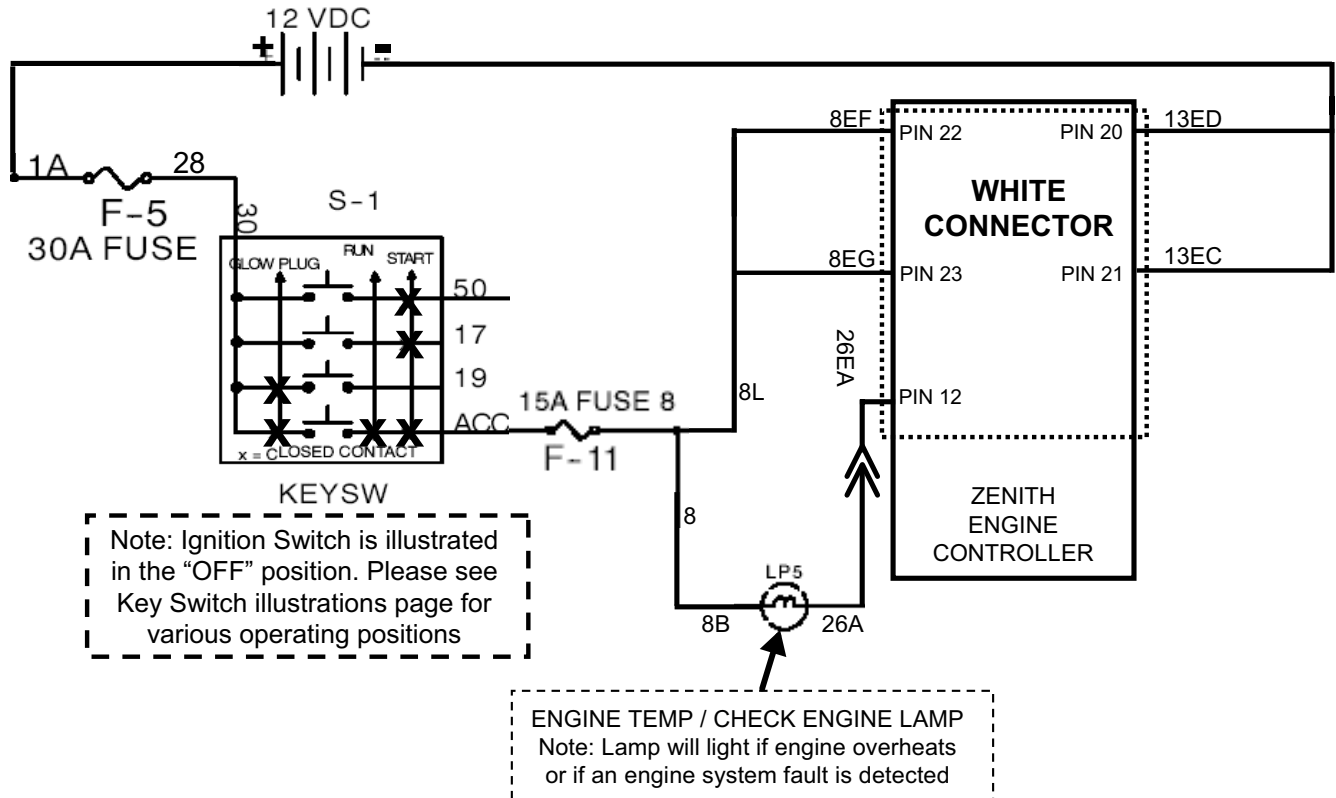 12 VDC
+ -
1A
28
F-5
30A FUSE
30
S-1
GLOW PLUG
RUN
START
50
17
19
ACC
x = CLOSED CONTACT
KEYSW
15A FUSE 8
F-11
8EF
8EG
8L
8
8B
LP5
26A
26EA
PIN 22
PIN 20
WHITE
CONNECTOR
PIN 23
PIN 21
PIN 12
ZENITH
ENGINE
CONTROLLER
13ED
13EC
Note: Ignition Switch is illustrated
in the “OFF” position. Please see
Key Switch illustrations page for
various operating positions
ENGINE TEMP / CHECK ENGINE LAMP
Note: Lamp will light if engine overheats
or if an engine system fault is detected